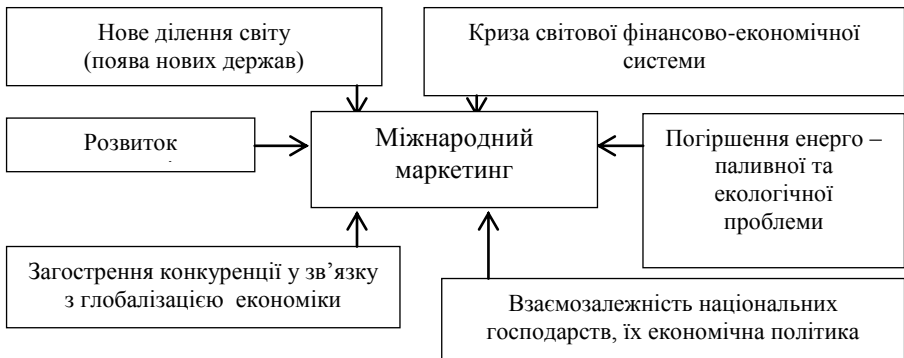 Нове ділення світу
(поява нових держав)
Криза світової фінансово-економічної
системи
Розвиток
Міжнародний
маркетинг
Погіршення енерго –
паливної та
екологічної
проблеми
Загострення конкуренції у зв’язку
з глобалізацією економіки
Взаємозалежність національних
господарств, їх економічна політика